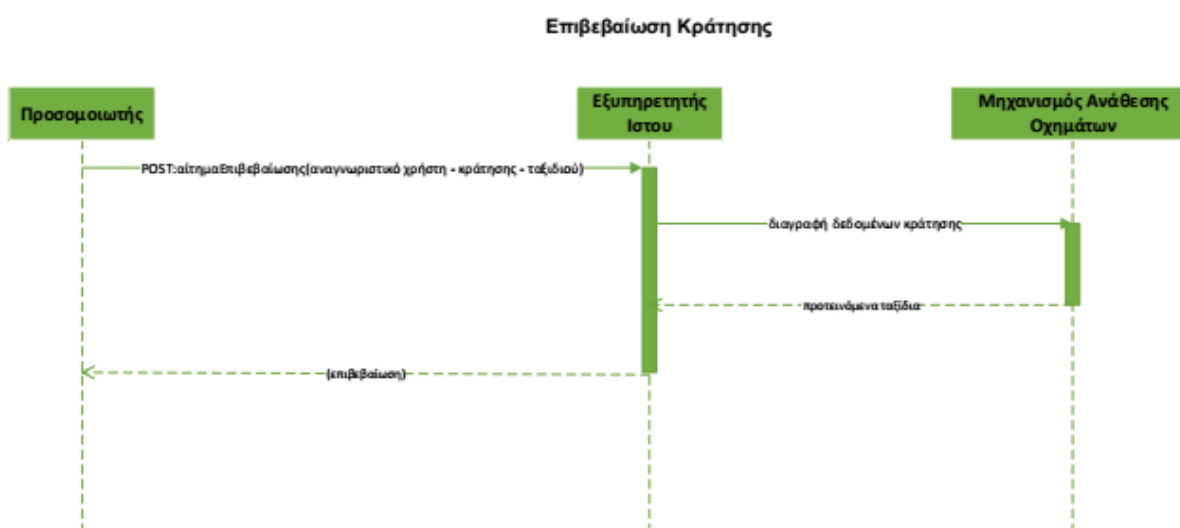 Επιβεβαίωση Κράτησης
Προσομοιωτής
Εξυπηρετητής
Ιστου
Μηχανισμός Ανάθεσης
Οχημάτων
POST:αίτημαΕπιβεβαίωσης(αναγνωριστικό χρήστη - κράτησης - ταξιδιού)
διαγραφή δεδομένων κράτησης
προτεινόμενα ταξίδια
(επιβεβαίωση)